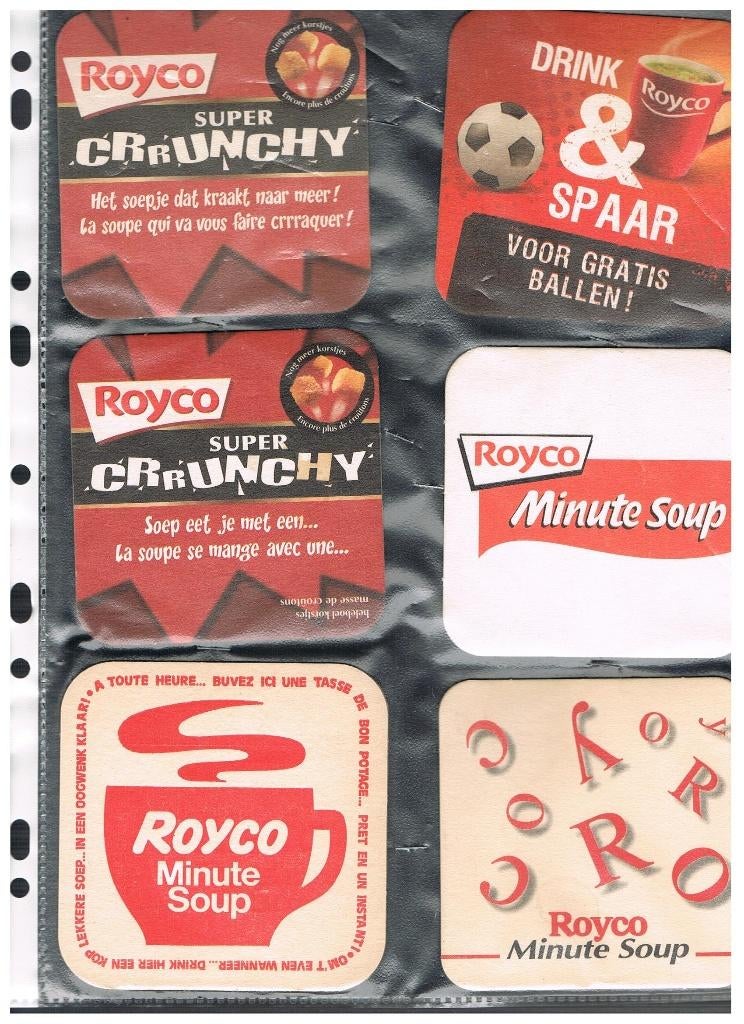 Royco
Nog meer korstjes
Encore plus de croûtons
SUPER
CRRUNCHY
Het soepje dat kraakt naar meer!
La soupe qui va vous faire crrraquer!
DRINK
&
SPAAR
Royco
VOOR GRATIS
BALLEN!
Royco
Nog meer korstjes
Encore plus de croûtons
SUPER
CRRUNCHY
Soep eet je met een...
La soupe se mange avec une...
heleboel korstjes
masse de croûtons
Royco
Minute Soup
A TOUTE HEURE... BUVEZ ICI UNE TASSE DE BON POTAGE... PRET EN UN INSTANT! • OM 'T EVEN WANNEER... DRINK HIER EEN KOP LEKKERE SOEP... IN EEN OOGWENK KLAAR! •
ROYCO
Minute
Soup
C y o y
o R
C R O
Royco
Minute Soup